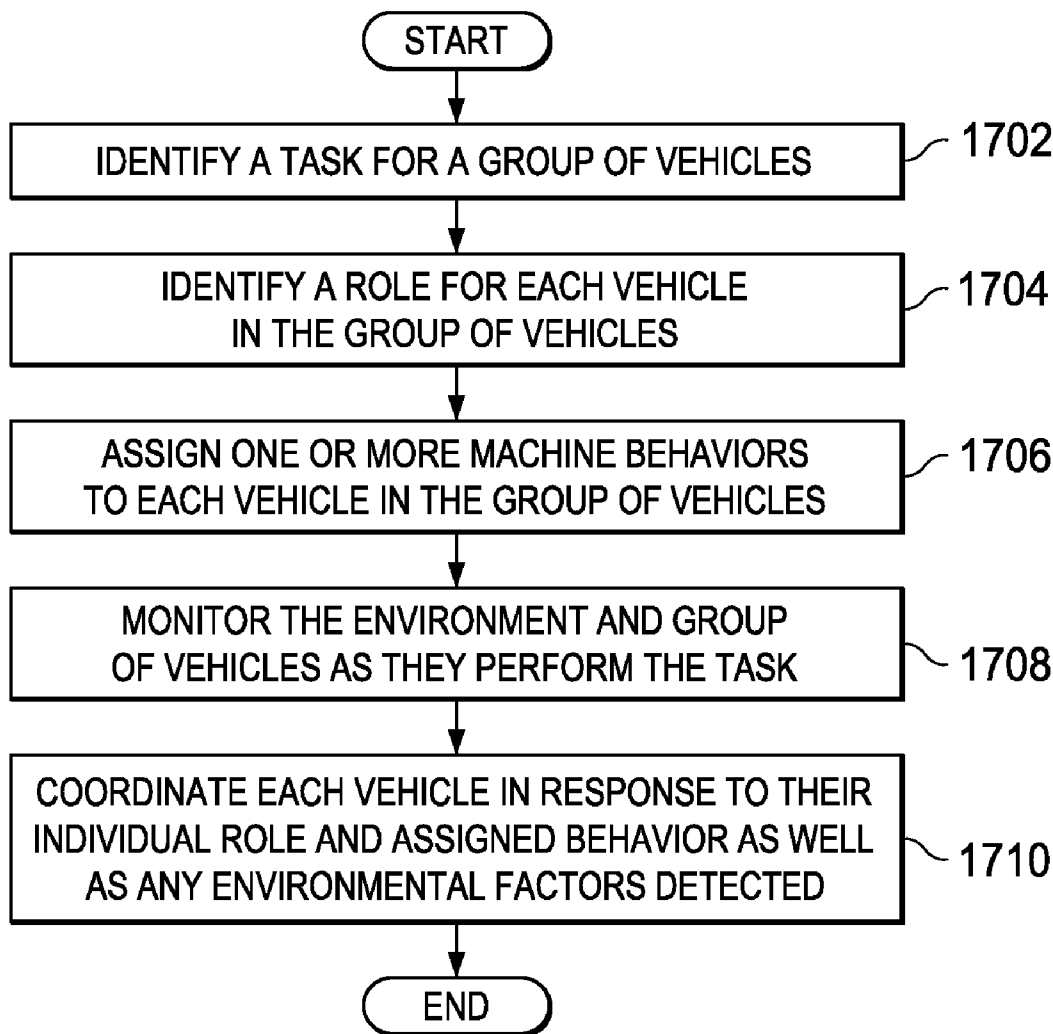 START
IDENTIFY A TASK FOR A GROUP OF VEHICLES
1702
IDENTIFY A ROLE FOR EACH VEHICLE
IN THE GROUP OF VEHICLES
1704
ASSIGN ONE OR MORE MACHINE BEHAVIORS
TO EACH VEHICLE IN THE GROUP OF VEHICLES
1706
MONITOR THE ENVIRONMENT AND GROUP
OF VEHICLES AS THEY PERFORM THE TASK
1708
COORDINATE EACH VEHICLE IN RESPONSE TO THEIR
INDIVIDUAL ROLE AND ASSIGNED BEHAVIOR AS WELL
AS ANY ENVIRONMENTAL FACTORS DETECTED
1710
END